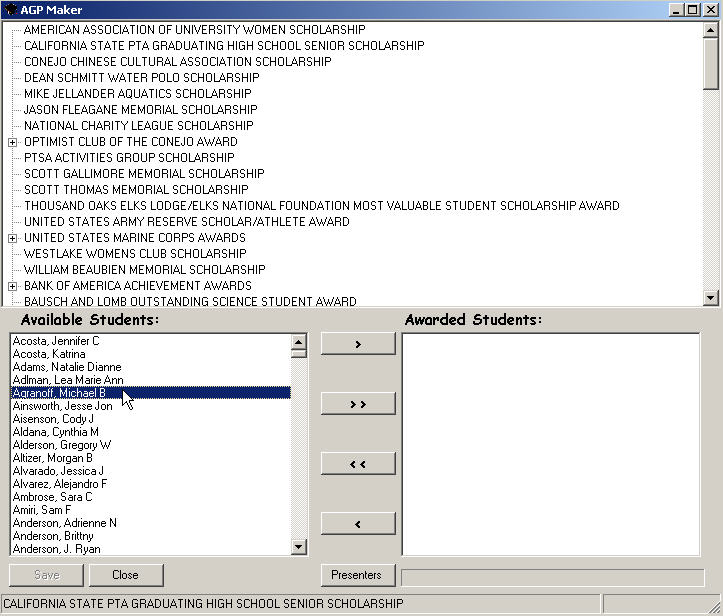 AGP Maker
AMERICAN ASSOCIATION OF UNIVERSITY WOMEN SCHOLARSHIP
CALIFORNIA STATE PTA GRADUATING HIGH SCHOOL SENIOR SCHOLARSHIP
CONEJO CHINESE CULTURAL ASSOCIATION SCHOLARSHIP
DEAN SCHMITT WATER POLO SCHOLARSHIP
MIKE JELLANDER AQUATICS SCHOLARSHIP
JASON FLEAGANE MEMORIAL SCHOLARSHIP
NATIONAL CHARITY LEAGUE SCHOLARSHIP
OPTIMIST CLUB OF THE CONEJO AWARD
PTSA ACTIVITIES GROUP SCHOLARSHIP
SCOTT GALLIMORE MEMORIAL SCHOLARSHIP
SCOTT THOMAS MEMORIAL SCHOLARSHIP
THOUSAND OAKS ELKS LODGE/ELKS NATIONAL FOUNDATION MOST VALUABLE STUDENT SCHOLARSHIP AWARD
UNITED STATES ARMY RESERVE SCHOLAR/ATHLETE AWARD
UNITED STATES MARINE CORPS AWARDS
WESTLAKE WOMENS CLUB SCHOLARSHIP
WILLIAM BEAUBIEN MEMORIAL SCHOLARSHIP
BANK OF AMERICA ACHIEVEMENT AWARDS
BAUSCH AND LOMB OUTSTANDING SCIENCE STUDENT AWARD
Available Students:
Acosta, Jennifer C
Acosta, Katrina
Adams, Natalie Dianne
Adlman, Lea Marie Ann
Agranoff, Michael B
Ainsworth, Jesse Jon
Aisenson, Cody J
Aldana, Cynthia M
Alderson, Gregory W
Altizer, Morgan B
Alvarado, Jessica J
Alvarez, Alejandro F
Ambrose, Sara C
Amiri, Sam F
Anderson, Adrienne N
Anderson, Brittny
Anderson, J. Ryan
>
>>
<<
<
Awarded Students:
Save
Close
Presenters
CALIFORNIA STATE PTA GRADUATING HIGH SCHOOL SENIOR SCHOLARSHIP